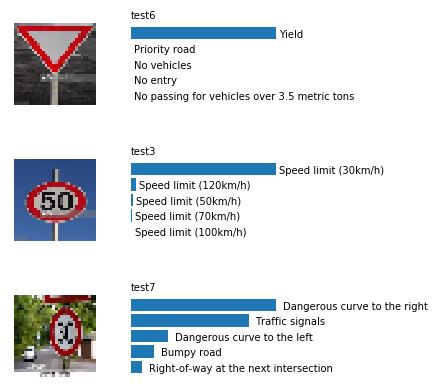 test6
Yield
Priority road
No vehicles
No entry
No passing for vehicles over 3.5 metric tons
test3
50
Speed limit (30km/h)
Speed limit (120km/h)
Speed limit (50km/h)
Speed limit (70km/h)
Speed limit (100km/h)
test7
Dangerous curve to the right
Traffic signals
Dangerous curve to the left
Bumpy road
Right-of-way at the next intersection